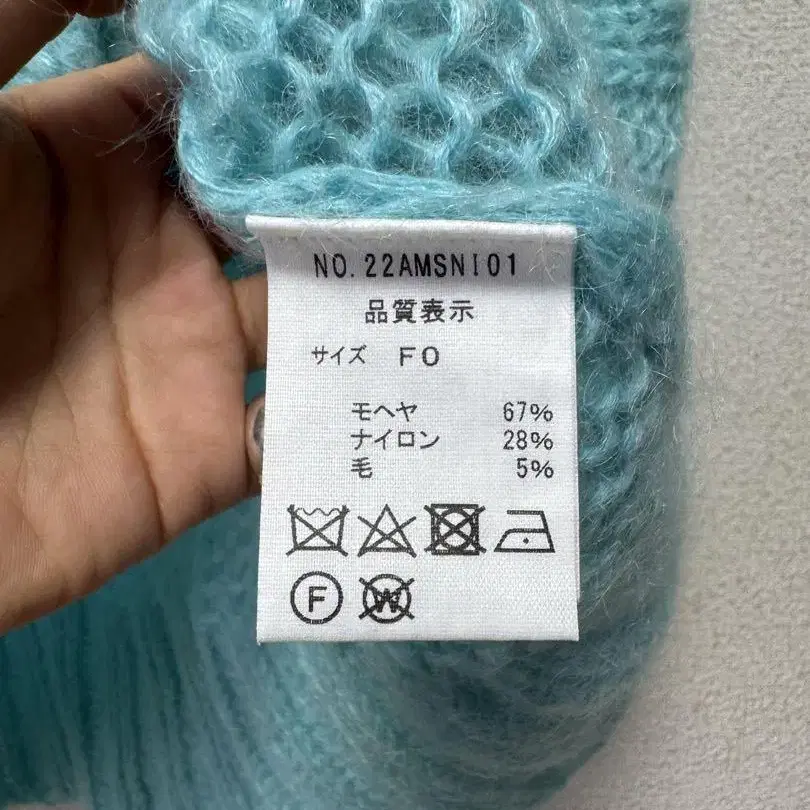 NO. 22AMSNI01
品質表示
サイズ FO
モヘヤ 67%
ナイロン 28%
毛 5%
F W